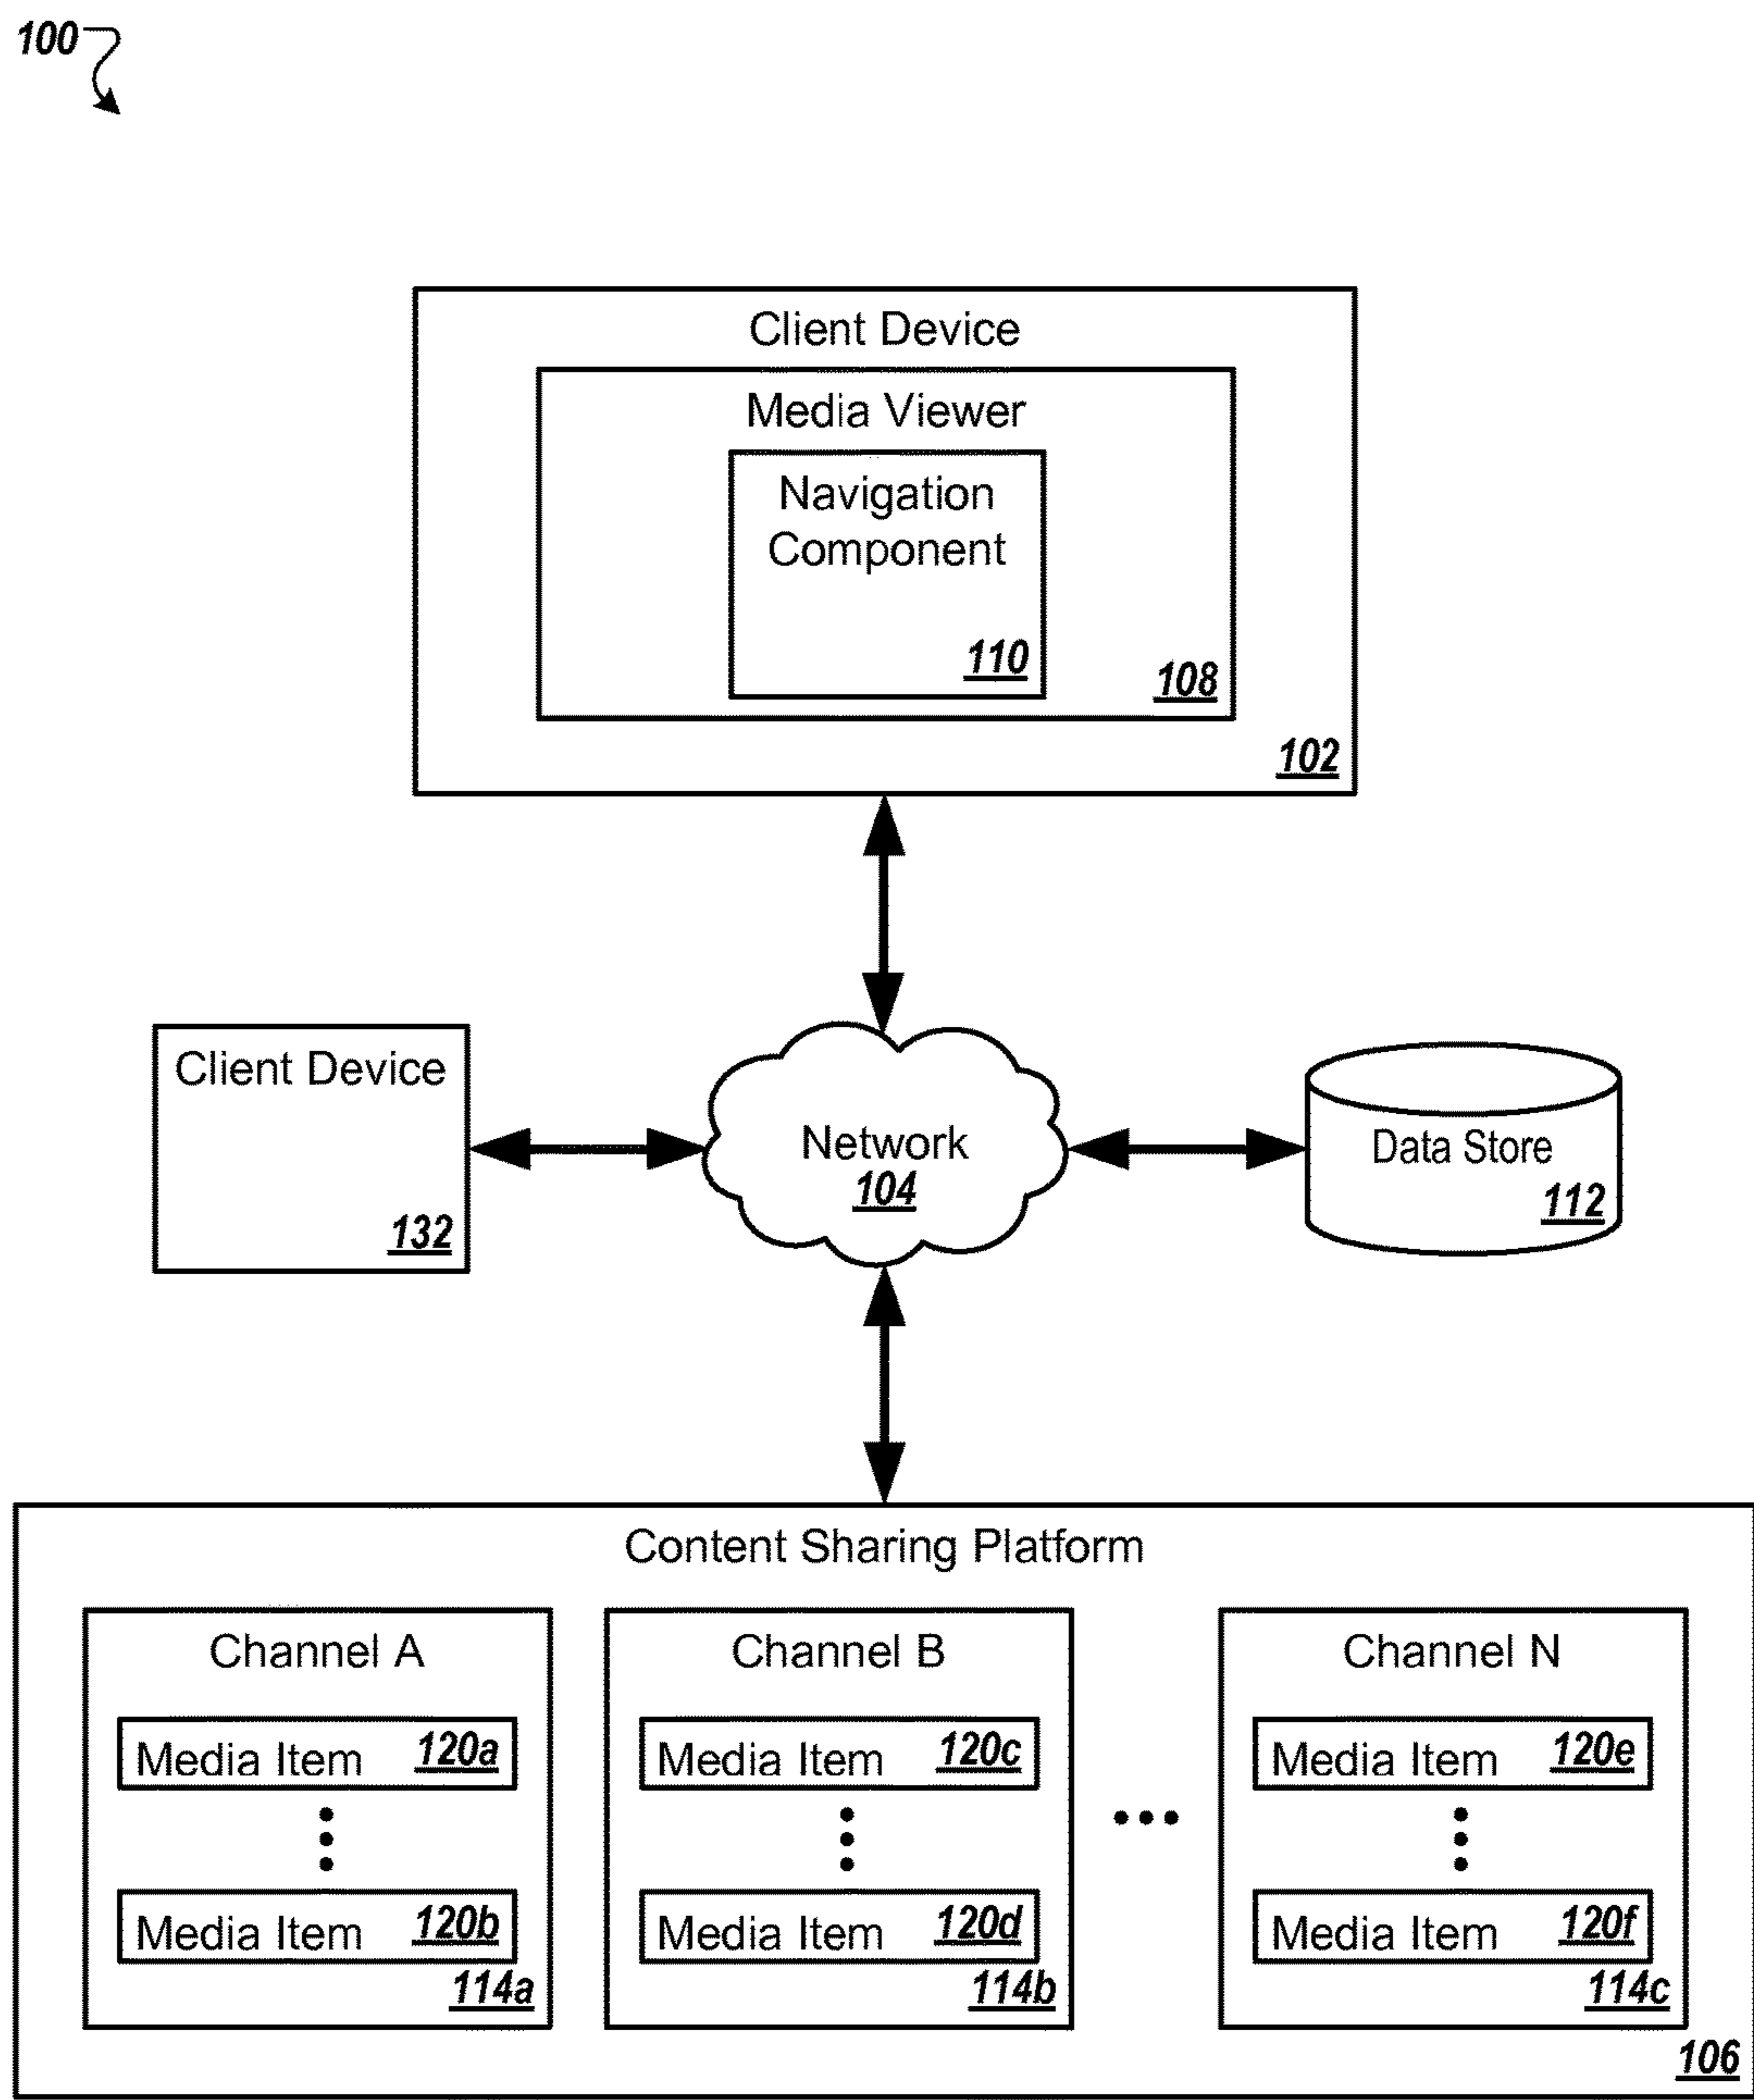 100
Client Device
Media Viewer
Navigation
Component
110
108
102
Client Device
132
Network
104
Data Store
112
Content Sharing Platform
Channel A
Media Item 120a
Media Item 120b
114a
Channel B
Media Item 120c
Media Item 120d
114b
Channel N
Media Item 120e
Media Item 120f
114c
106